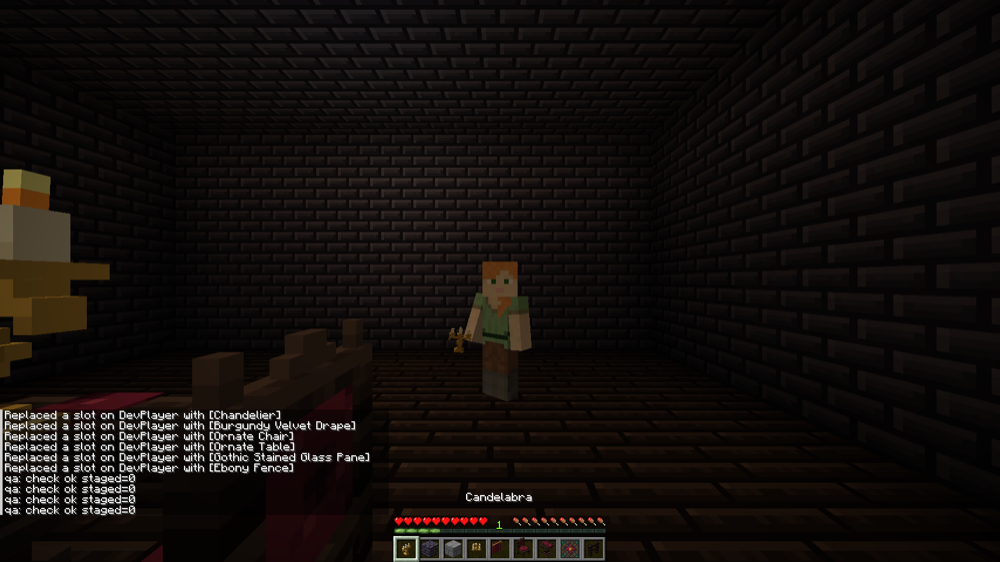 Replaced a slot on DevPlayer with [Chandelier]
Replaced a slot on DevPlayer with [Burgundy Velvet Drape]
Replaced a slot on DevPlayer with [Ornate Chair]
Replaced a slot on DevPlayer with [Ornate Table]
Replaced a slot on DevPlayer with [Gothic Stained Glass Pane]
Replaced a slot on DevPlayer with [Ebony Fence]
qa: check ok staged=0
qa: check ok staged=0
qa: check ok staged=0
qa: check ok staged=0
Candelabra
1